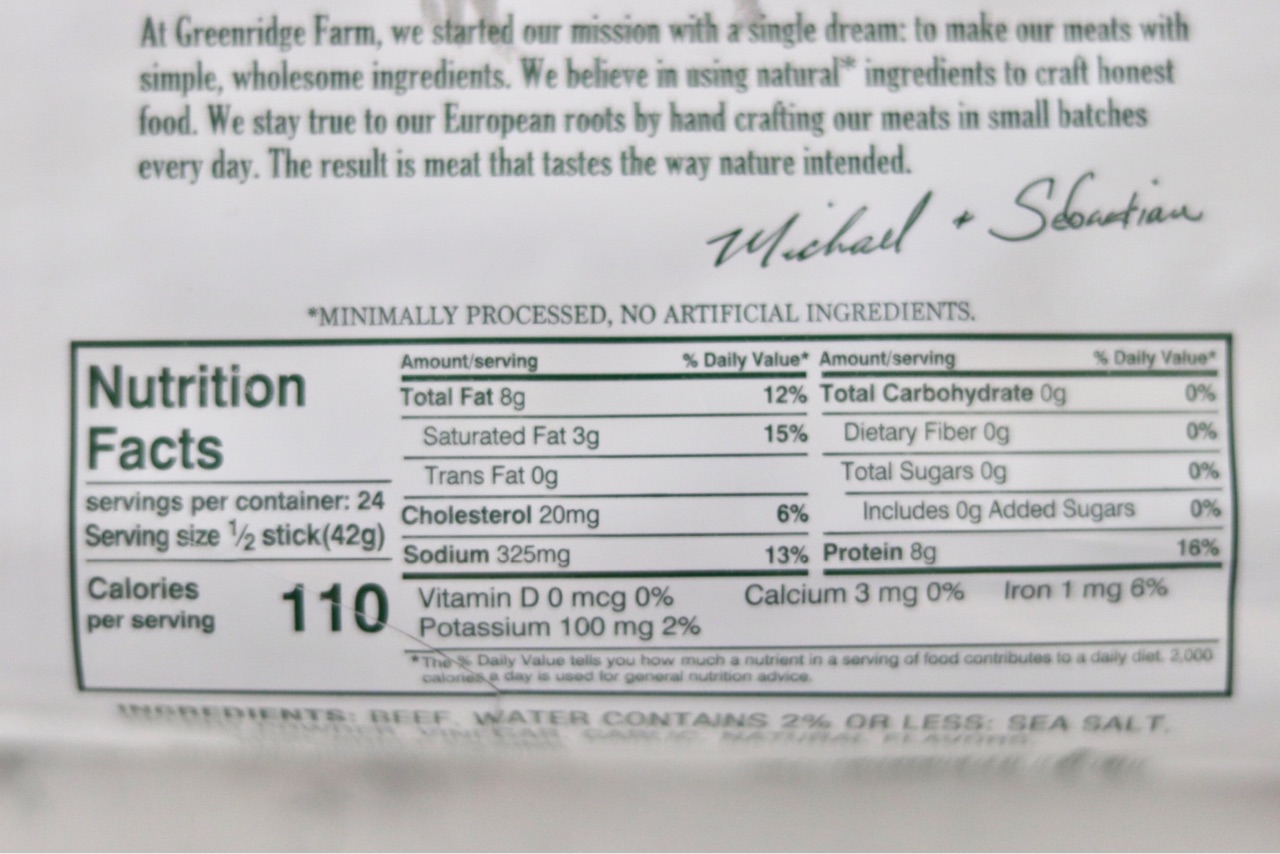 At Greenridge Farm, we started our mission with a single dream: to make our meats with
simple, wholesome ingredients. We believe in using natural* ingredients to craft honest
food. We stay true to our European roots by hand crafting our meats in small batches
every day. The result is meat that tastes the way nature intended.
Michael + Sebastian
*MINIMALLY PROCESSED, NO ARTIFICIAL INGREDIENTS.
Nutrition
Facts
servings per container: 24
Serving size ½ stick(42g)
Calories
per serving 110
Amount/serving % Daily Value*
Total Fat 8g 12%
Saturated Fat 3g 15%
Trans Fat 0g
Cholesterol 20mg 6%
Sodium 325mg 13%
Amount/serving % Daily Value*
Total Carbohydrate 0g 0%
Dietary Fiber 0g 0%
Total Sugars 0g 0%
Includes 0g Added Sugars 0%
Protein 8g 16%
Vitamin D 0 mcg 0% Calcium 3 mg 0% Iron 1 mg 6%
Potassium 100 mg 2%
*The % Daily Value tells you how much a nutrient in a serving of food contributes to a daily diet. 2,000
calories a day is used for general nutrition advice.
INGREDIENTS: BEEF, WATER CONTAINS 2% OR LESS: SEA SALT,